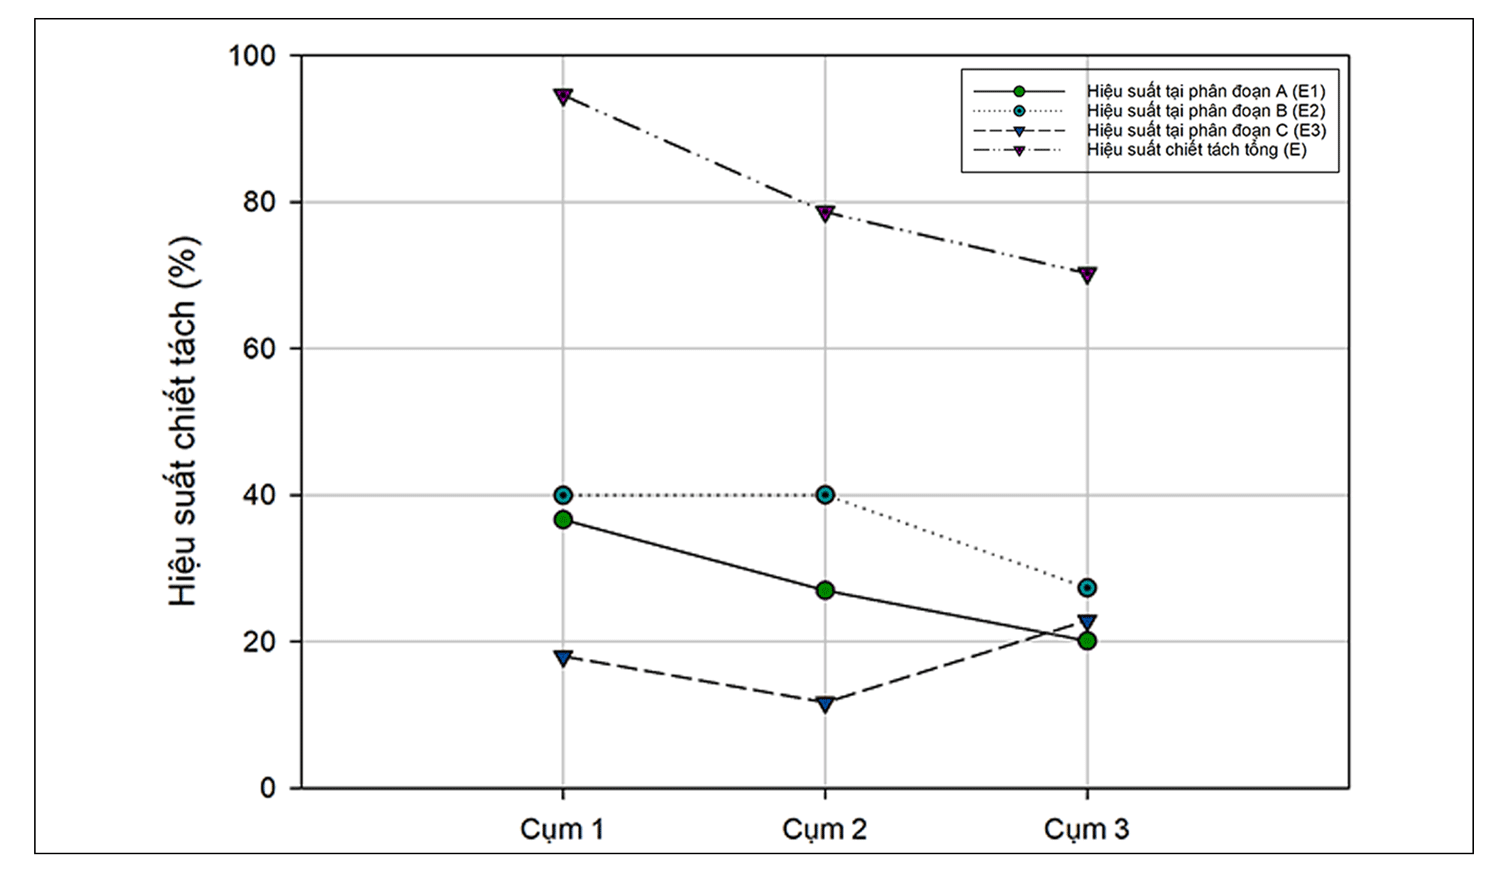 100
80
60
40
20
0
Hiệu suất chiết tách (%)
Hiệu suất tại phân đoạn A (E1)
Hiệu suất tại phân đoạn B (E2)
Hiệu suất tại phân đoạn C (E3)
Hiệu suất chiết tách tổng (E)
Cụm 1
Cụm 2
Cụm 3